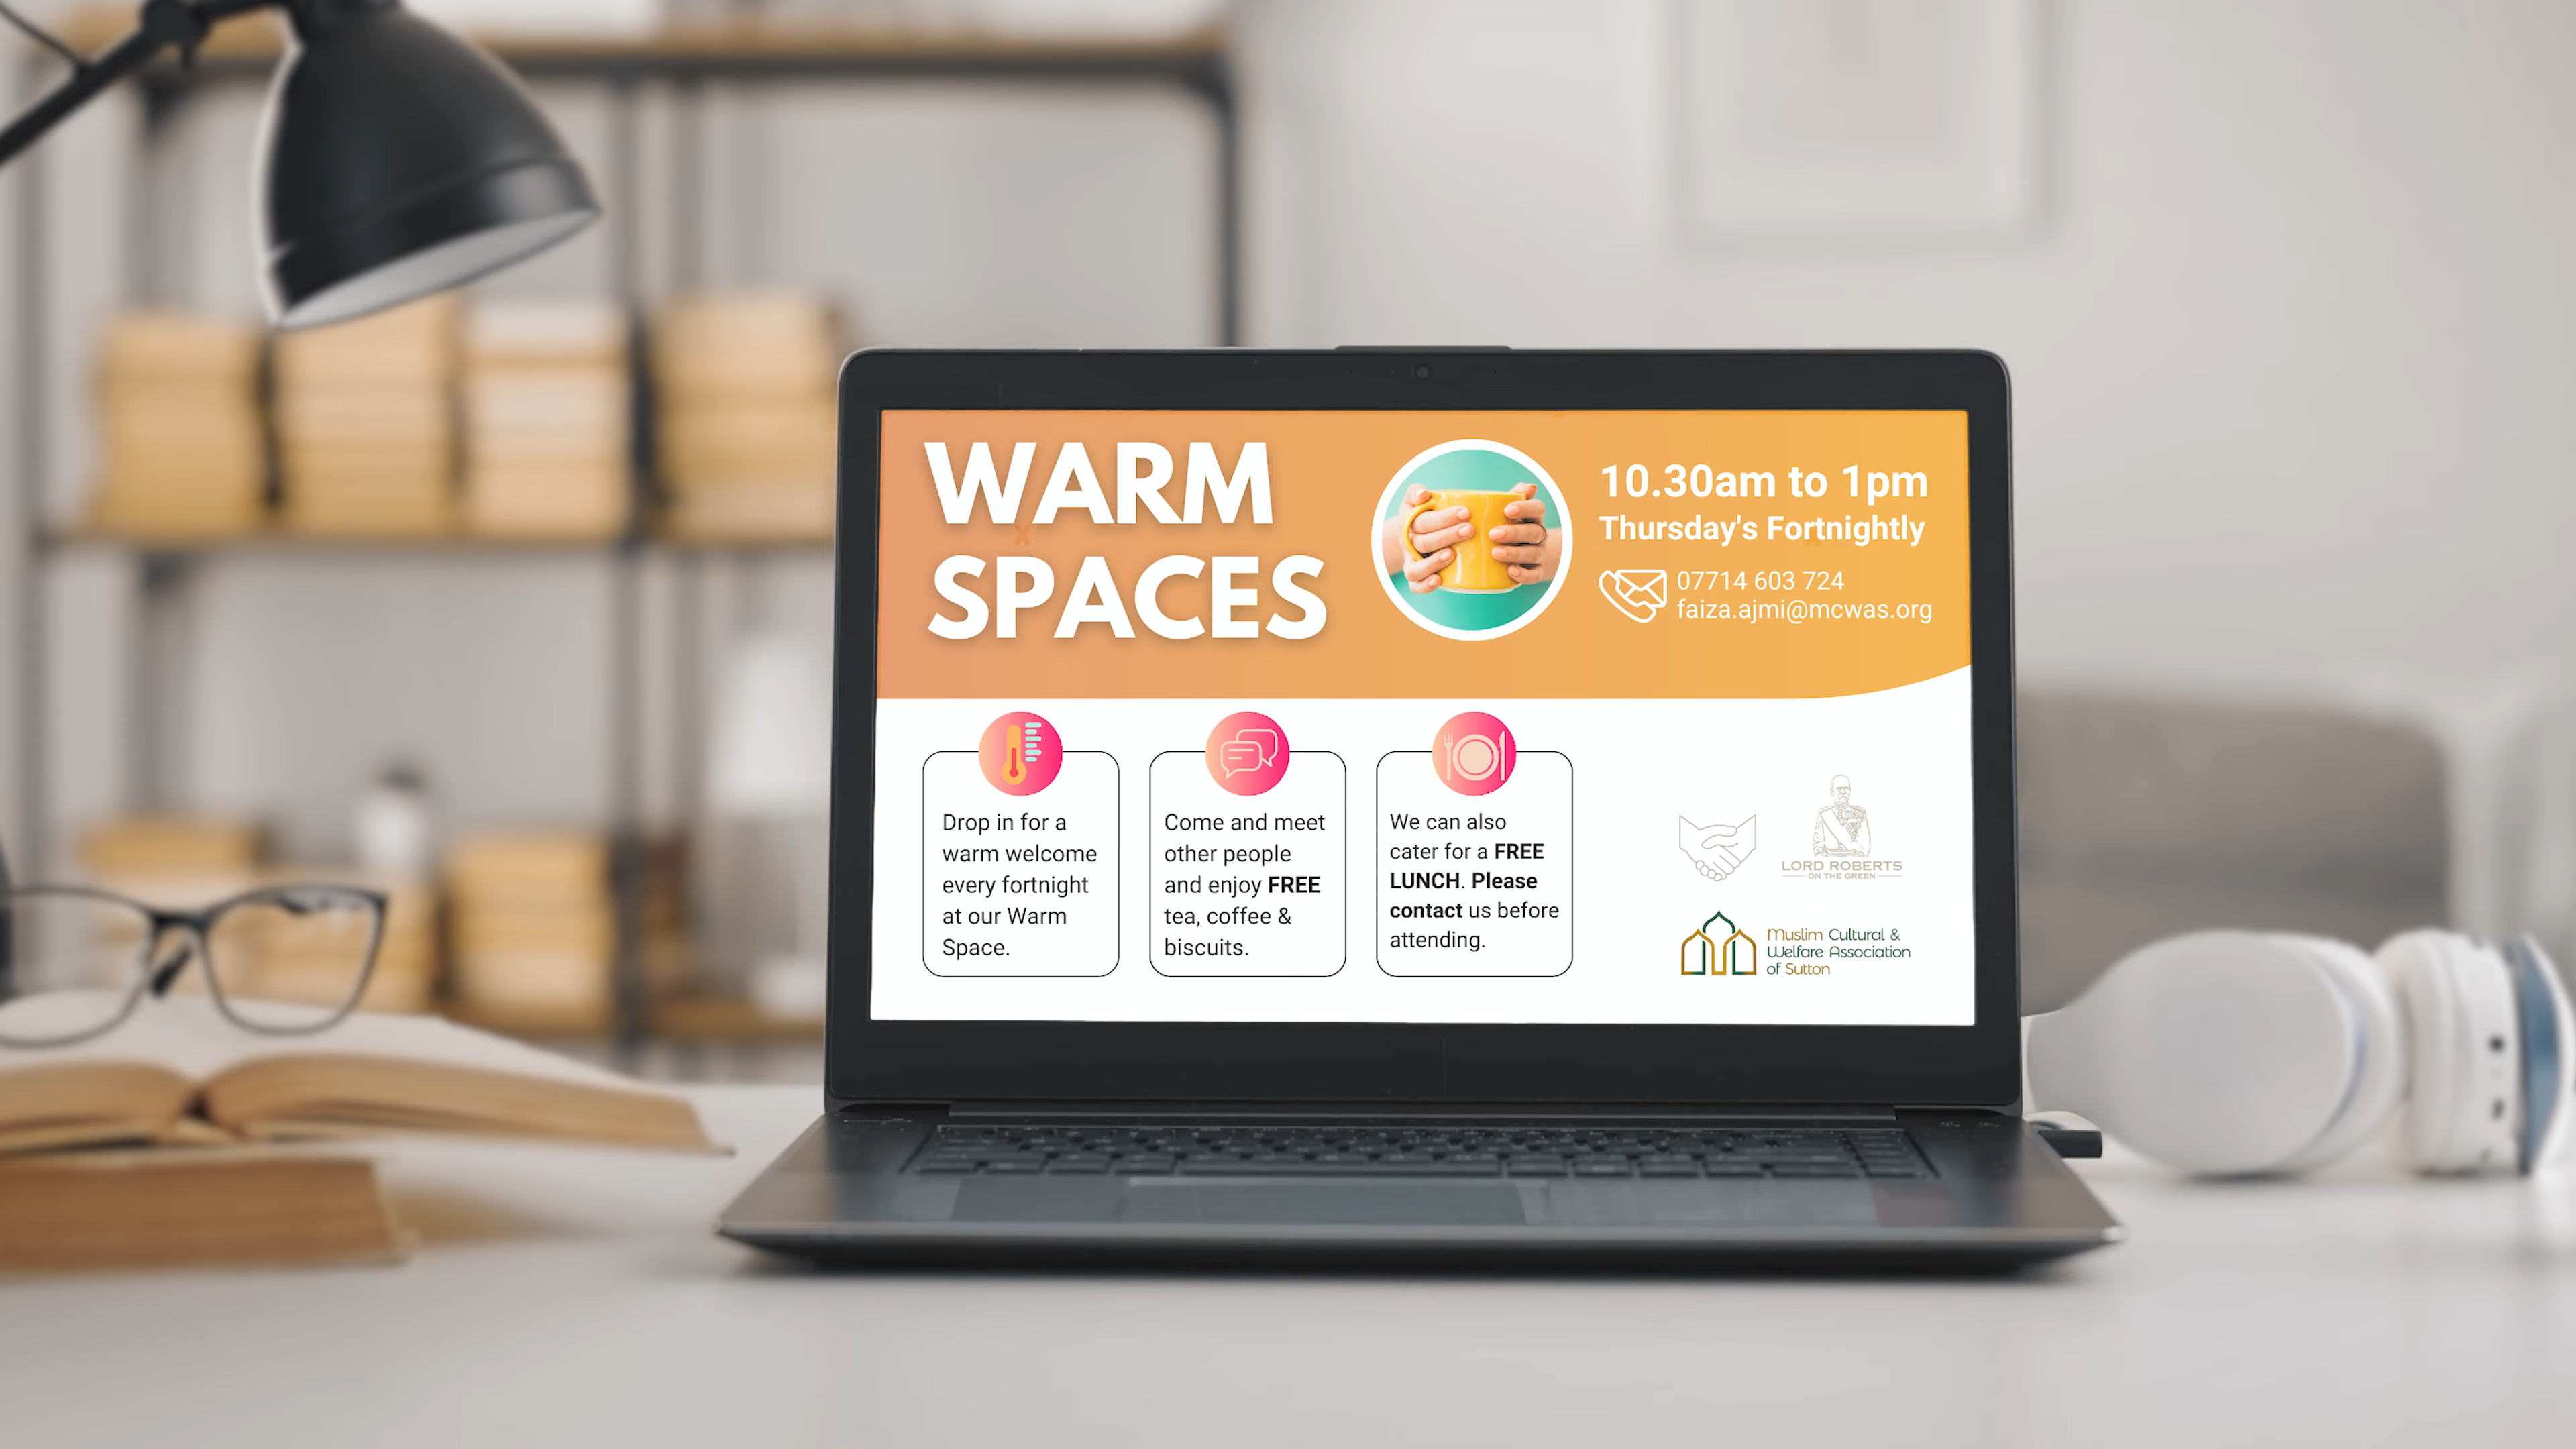 WARM
SPACES
10.30am to 1pm
Thursday's Fortnightly
07714 603 724
faiza.ajmi@mcwas.org
Drop in for a
warm welcome
every fortnight
at our Warm
Space.
Come and meet
other people
and enjoy FREE
tea, coffee &
biscuits.
We can also
cater for a FREE
LUNCH. Please
contact us before
attending.
LORD ROBERTS
ON THE GREEN
Muslim Cultural &
Welfare Association
of Sutton